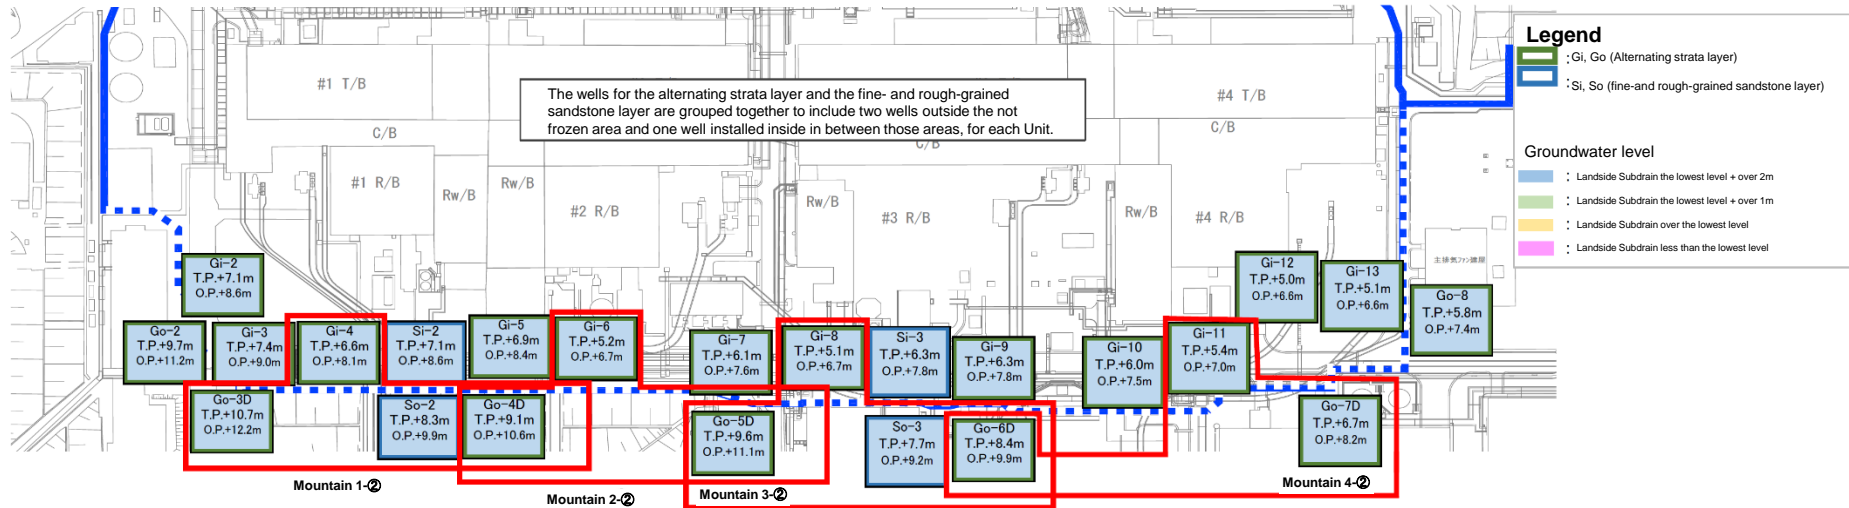 #1 T/B
The wells for the alternating strata layer and the fine- and rough-grained
sandstone layer are grouped together to include two wells outside the not
frozen area and one well installed inside in between those areas, for each Unit.
#4 T/B
C/B
C/B
C/B
#1 R/B
Rw/B
Rw/B
#2 R/B
Rw/B
#3 R/B
Rw/B
#4 R/B
Legend
:Gi, Go (Alternating strata layer)
:Si, So (fine-and rough-grained sandstone layer)
Groundwater level
: Landside Subdrain the lowest level + over 2m
: Landside Subdrain the lowest level + over 1m
: Landside Subdrain over the lowest level
: Landside Subdrain less than the lowest level
主排気ファン建屋
Gi-2
T.P.+7.1m
O.P.+8.6m
Gi-12
T.P.+5.0m
O.P.+6.6m
Gi-13
T.P.+5.1m
O.P.+6.6m
Go-8
T.P.+5.8m
O.P.+7.4m
Go-2
T.P.+9.7m
O.P.+11.2m
Gi-3
T.P.+7.4m
O.P.+9.0m
Gi-4
T.P.+6.6m
O.P.+8.1m
Si-2
T.P.+7.1m
O.P.+8.6m
Gi-5
T.P.+6.9m
O.P.+8.4m
Gi-6
T.P.+5.2m
O.P.+6.7m
Gi-7
T.P.+6.1m
O.P.+7.6m
Gi-8
T.P.+5.1m
O.P.+6.7m
Si-3
T.P.+6.3m
O.P.+7.8m
Gi-9
T.P.+6.3m
O.P.+7.8m
Gi-10
T.P.+6.0m
O.P.+7.5m
Gi-11
T.P.+5.4m
O.P.+7.0m
Go-3D
T.P.+10.7m
O.P.+12.2m
So-2
T.P.+8.3m
O.P.+9.9m
Go-4D
T.P.+9.1m
O.P.+10.6m
Go-5D
T.P.+9.6m
O.P.+11.1m
So-3
T.P.+7.7m
O.P.+9.2m
Go-6D
T.P.+8.4m
O.P.+9.9m
Go-7D
T.P.+6.7m
O.P.+8.2m
Mountain 1-②
Mountain 2-②
Mountain 3-②
Mountain 4-②